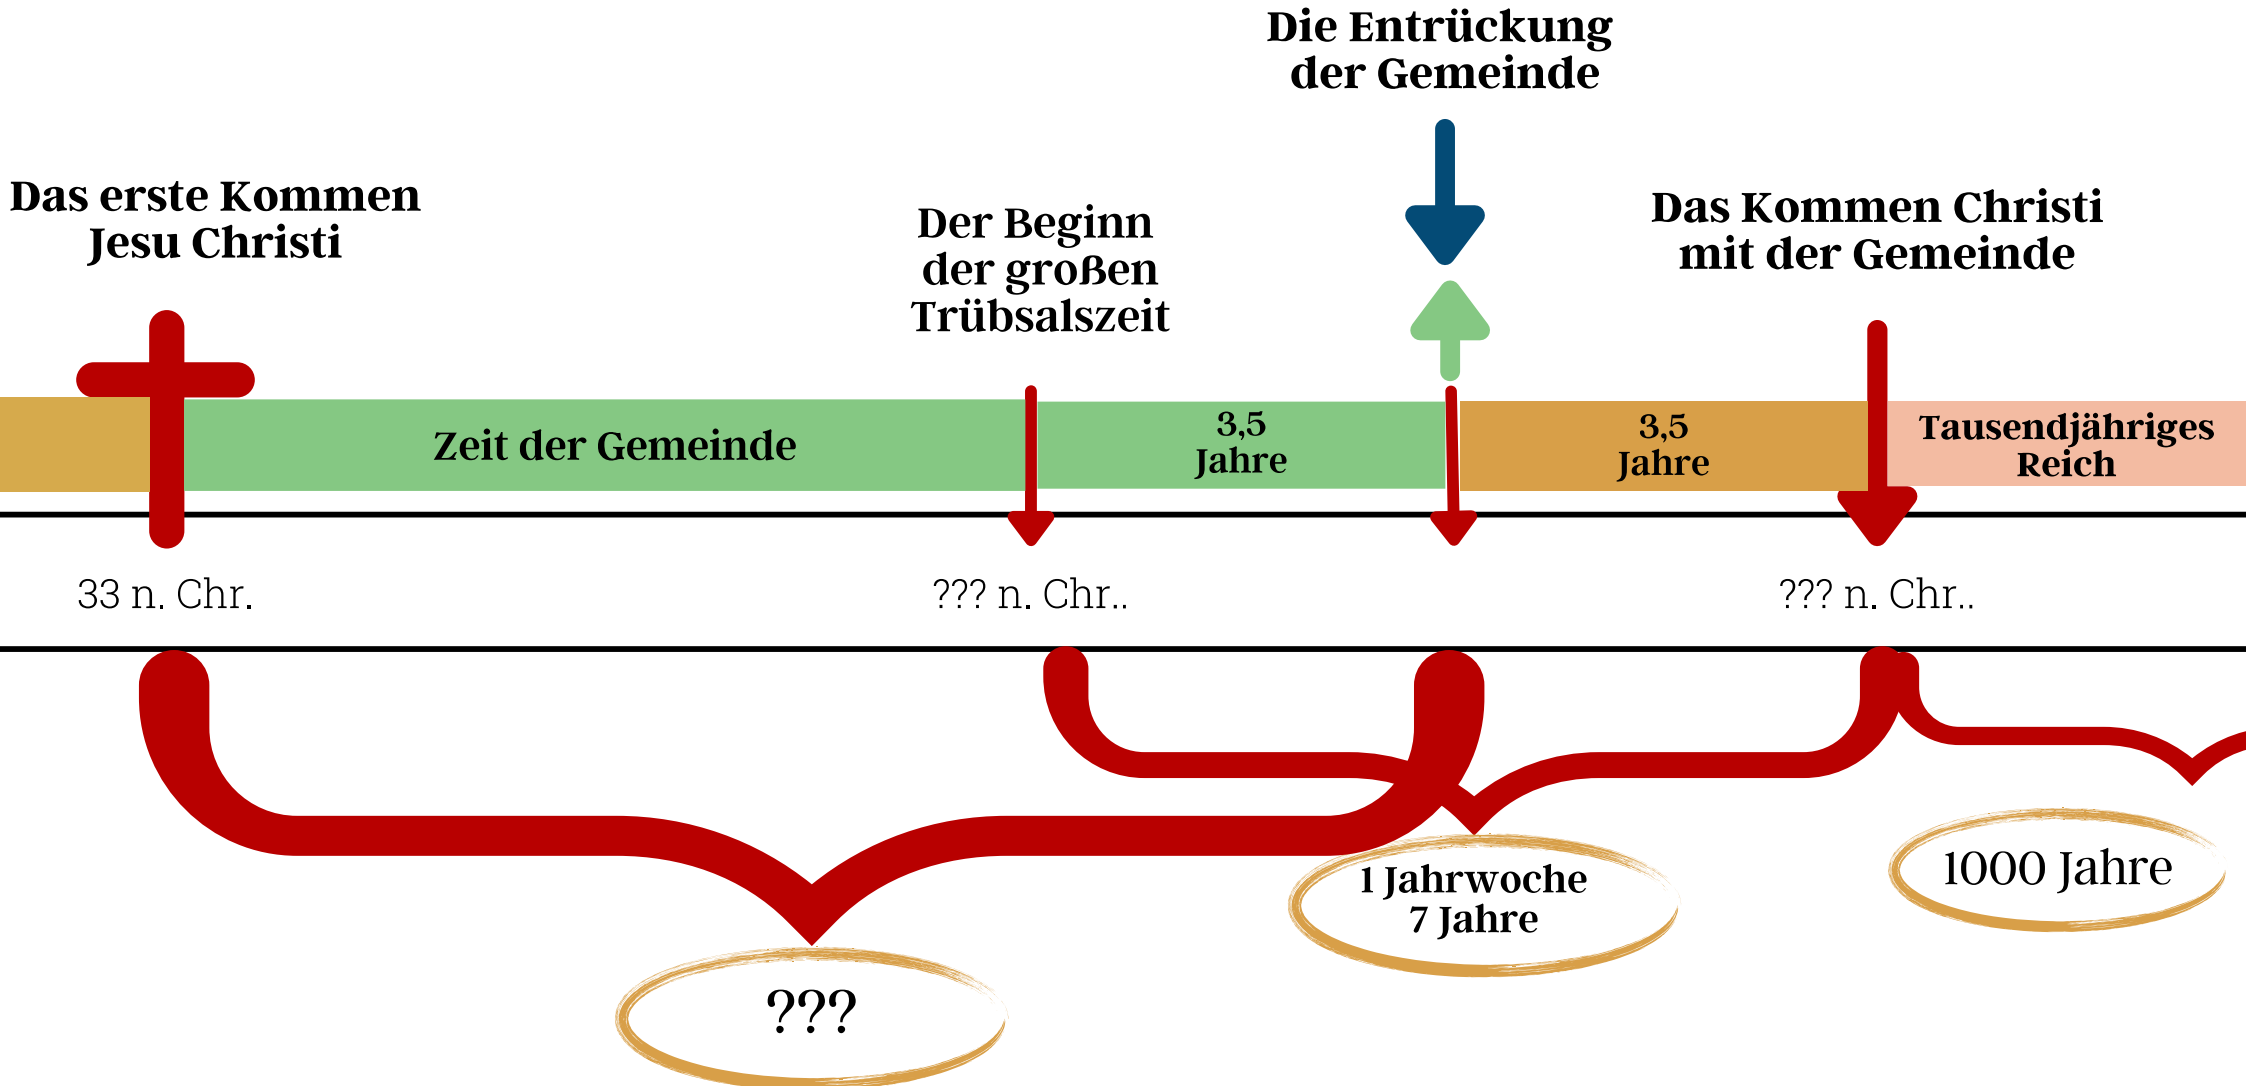 Die Entrückung
der Gemeinde
Das erste Kommen
Jesu Christi
Der Beginn
der großen
Trübsalszeit
Das Kommen Christi
mit der Gemeinde
Zeit der Gemeinde
3,5
Jahre
3,5
Jahre
Tausendjähriges
Reich
33 n. Chr.
??? n. Chr..
??? n. Chr..
1 Jahrwoche
7 Jahre
1000 Jahre
???